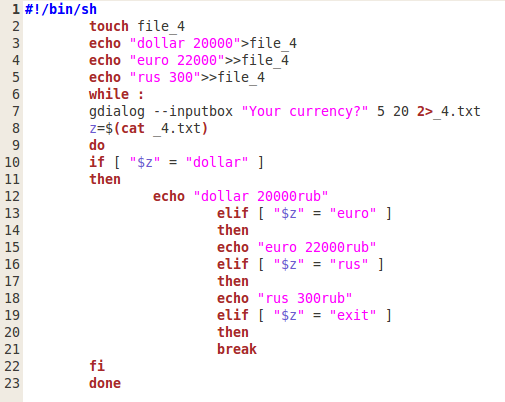 1 #!/bin/sh
2 touch file_4
3 echo "dollar 20000">file_4
4 echo "euro 22000">>file_4
5 echo "rus 300">>file_4
6 while :
7 gdialog --inputbox "Your currency?" 5 20 2>_4.txt
8 z=$(cat _4.txt)
9 do
10 if [ "$z" = "dollar" ]
11 then
12 echo "dollar 20000rub"
13 elif [ "$z" = "euro" ]
14 then
15 echo "euro 22000rub"
16 elif [ "$z" = "rus" ]
17 then
18 echo "rus 300rub"
19 elif [ "$z" = "exit" ]
20 then
21 break
22 fi
23 done